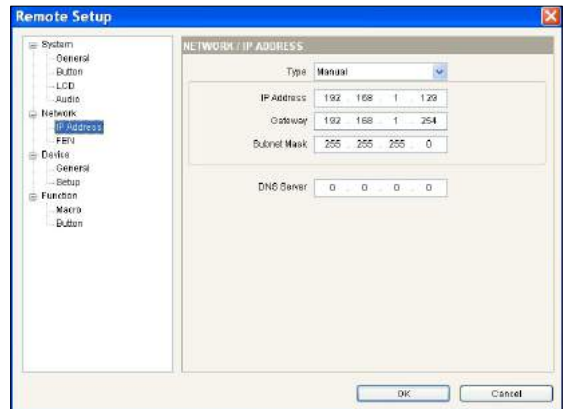 Remote Setup
System
General
Button
LCD
Audio
Network
IP Address
FEN
Device
General
Setup
Function
Macro
Button
NETWORK / IP ADDRESS
Type Manual
IP Address 192 . 168 . 1 . 129
Gateway 192 . 168 . 1 . 254
Subnet Mask 255 . 255 . 255 . 0
DNS Server 0 . 0 . 0 . 0
OK Cancel